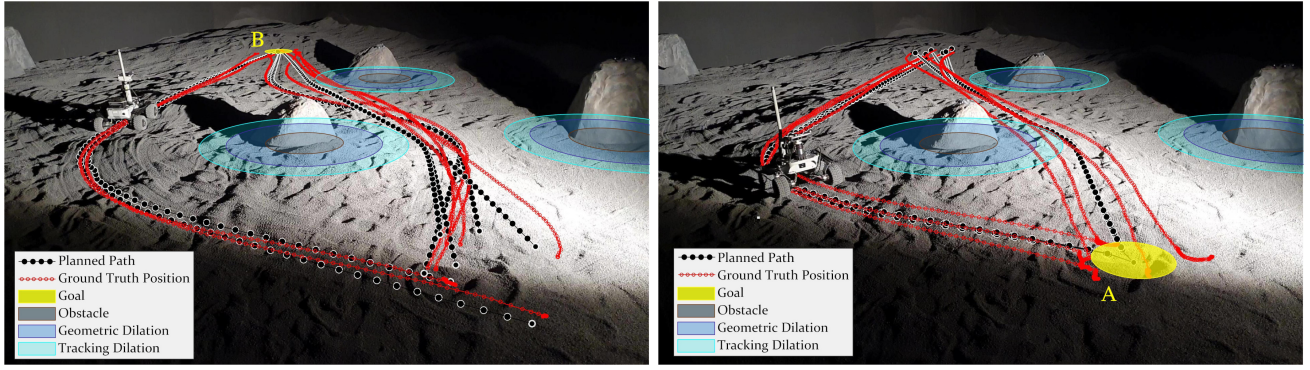 B
Planned Path
Ground Truth Position
Goal
Obstacle
Geometric Dilation
Tracking Dilation
A
Planned Path
Ground Truth Position
Goal
Obstacle
Geometric Dilation
Tracking Dilation